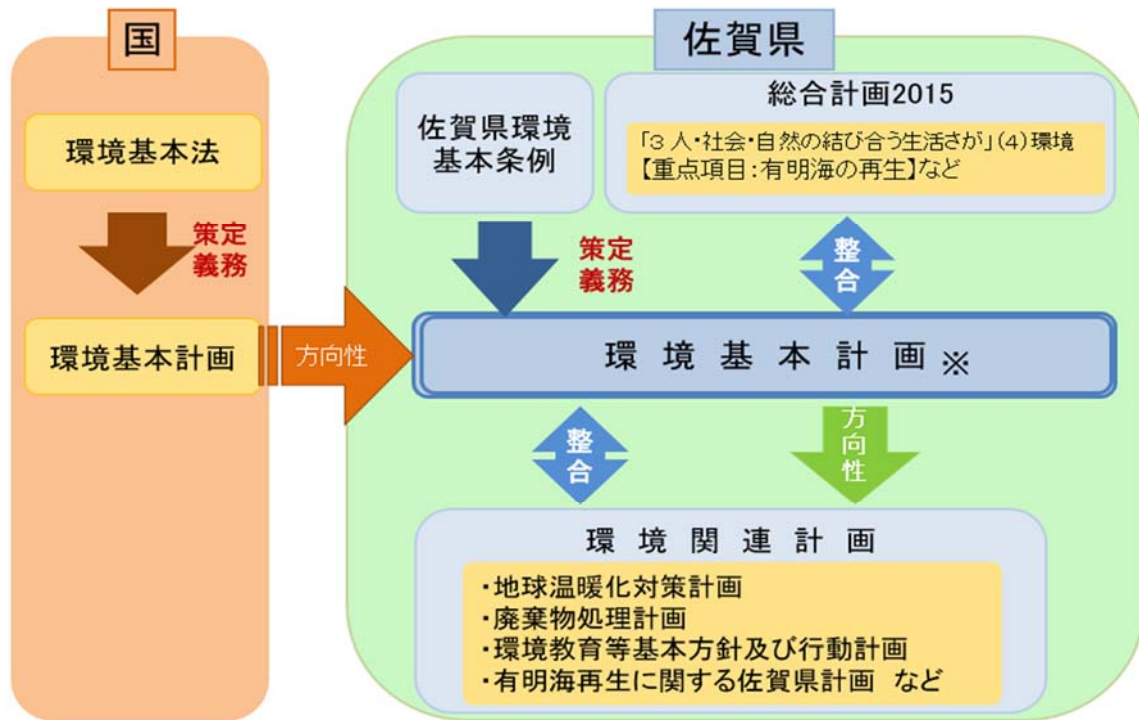 国
環境基本法
策定
義務
環境基本計画
方向性
佐賀県
佐賀県環境
基本条例
総合計画2015
「3 人・社会・自然の結び合う生活さが」(4)環境
【重点項目:有明海の再生】など
策定
義務
整
合
環境基本計画※
整
合
方
向
性
環境関連計画
・地球温暖化対策計画
・廃棄物処理計画
・環境教育等基本方針及び行動計画
・有明海再生に関する佐賀県計画 など